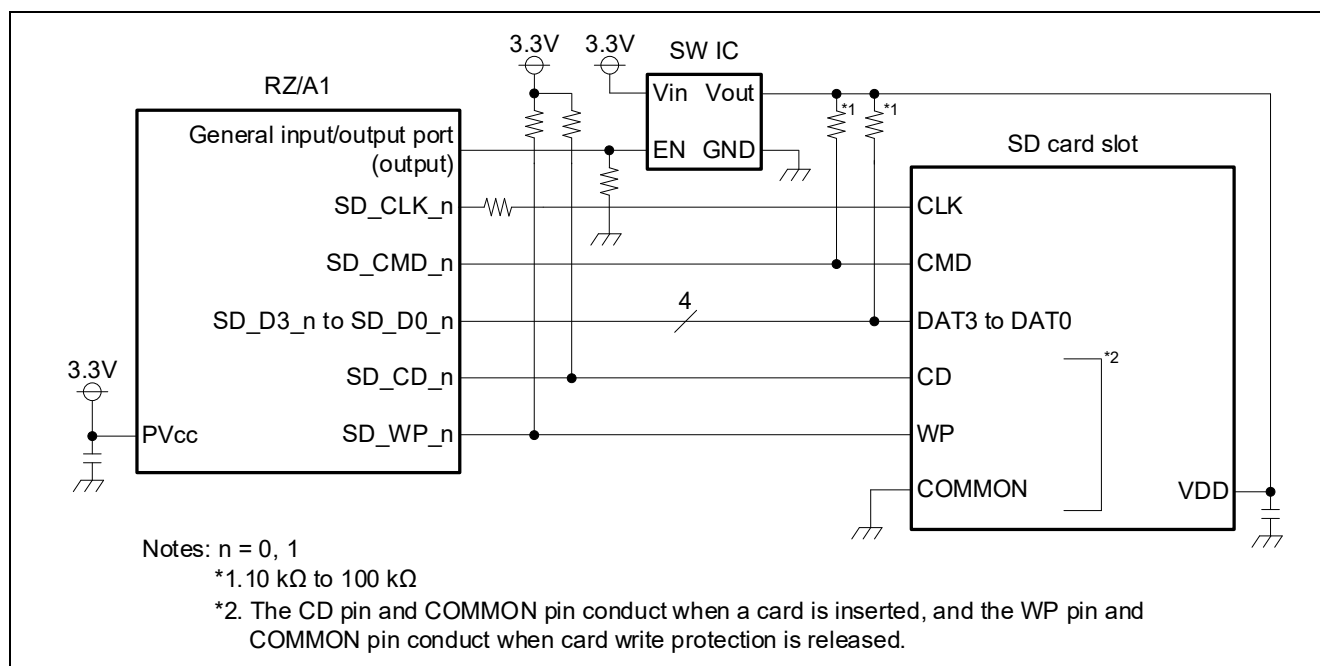 3.3V
3.3V
SW IC
RZ/A1
Vin
Vout
*1
*1
General input/output port
(output)
EN
GND
SD card slot
SD_CLK_n
CLK
SD_CMD_n
CMD
4
SD_D3_n to SD_D0_n
DAT3 to DAT0
*2
3.3V
SD_CD_n
CD
PVcc
SD_WP_n
WP
COMMON
VDD
Notes: n = 0, 1
*1.10 kΩ to 100 kΩ
*2. The CD pin and COMMON pin conduct when a card is inserted, and the WP pin and
COMMON pin conduct when card write protection is released.